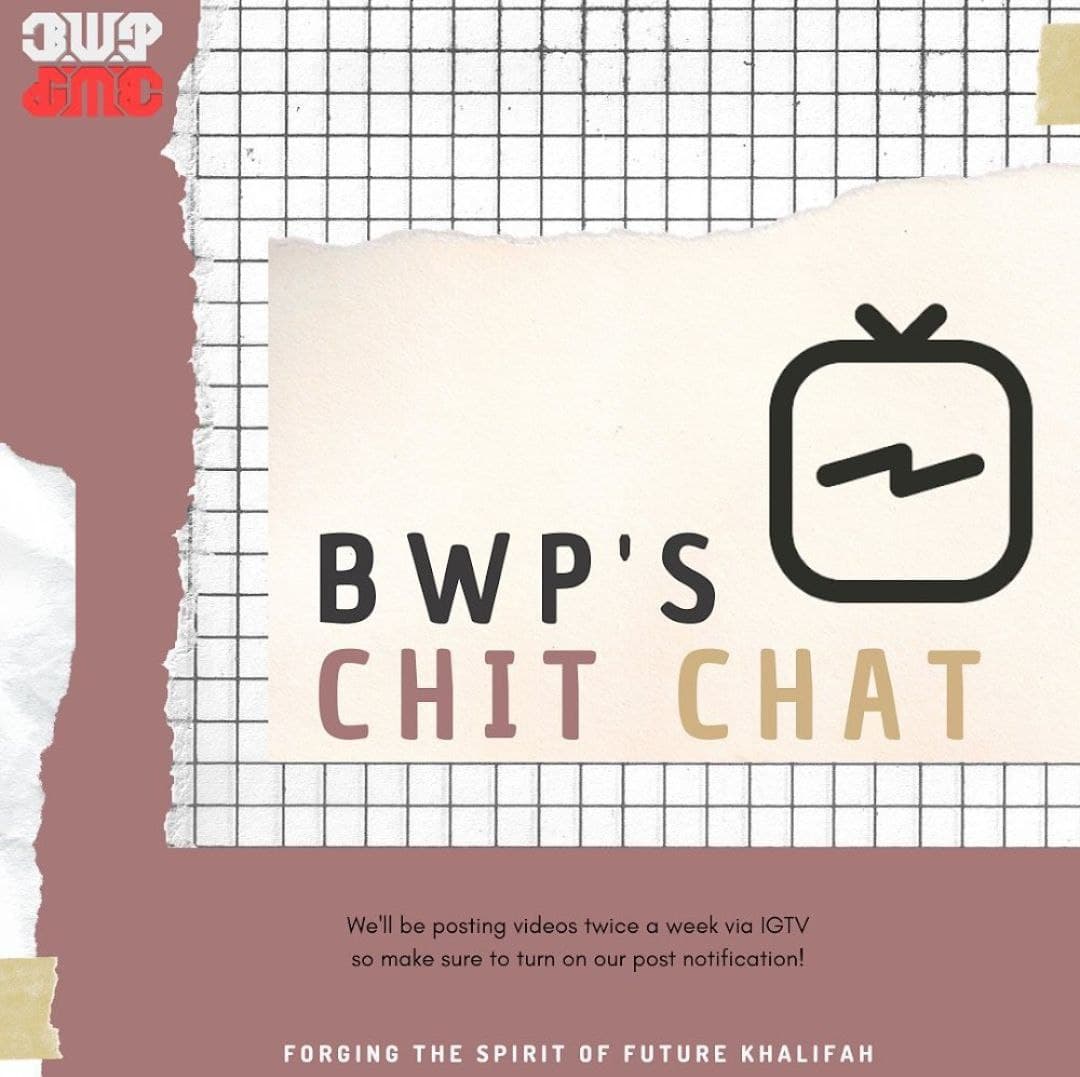 BWP
BWP'S
CHIT CHAT
We'll be posting videos twice a week via IGTV
so make sure to turn on our post notification!
FORGING THE SPIRIT OF FUTURE KHALIFAH